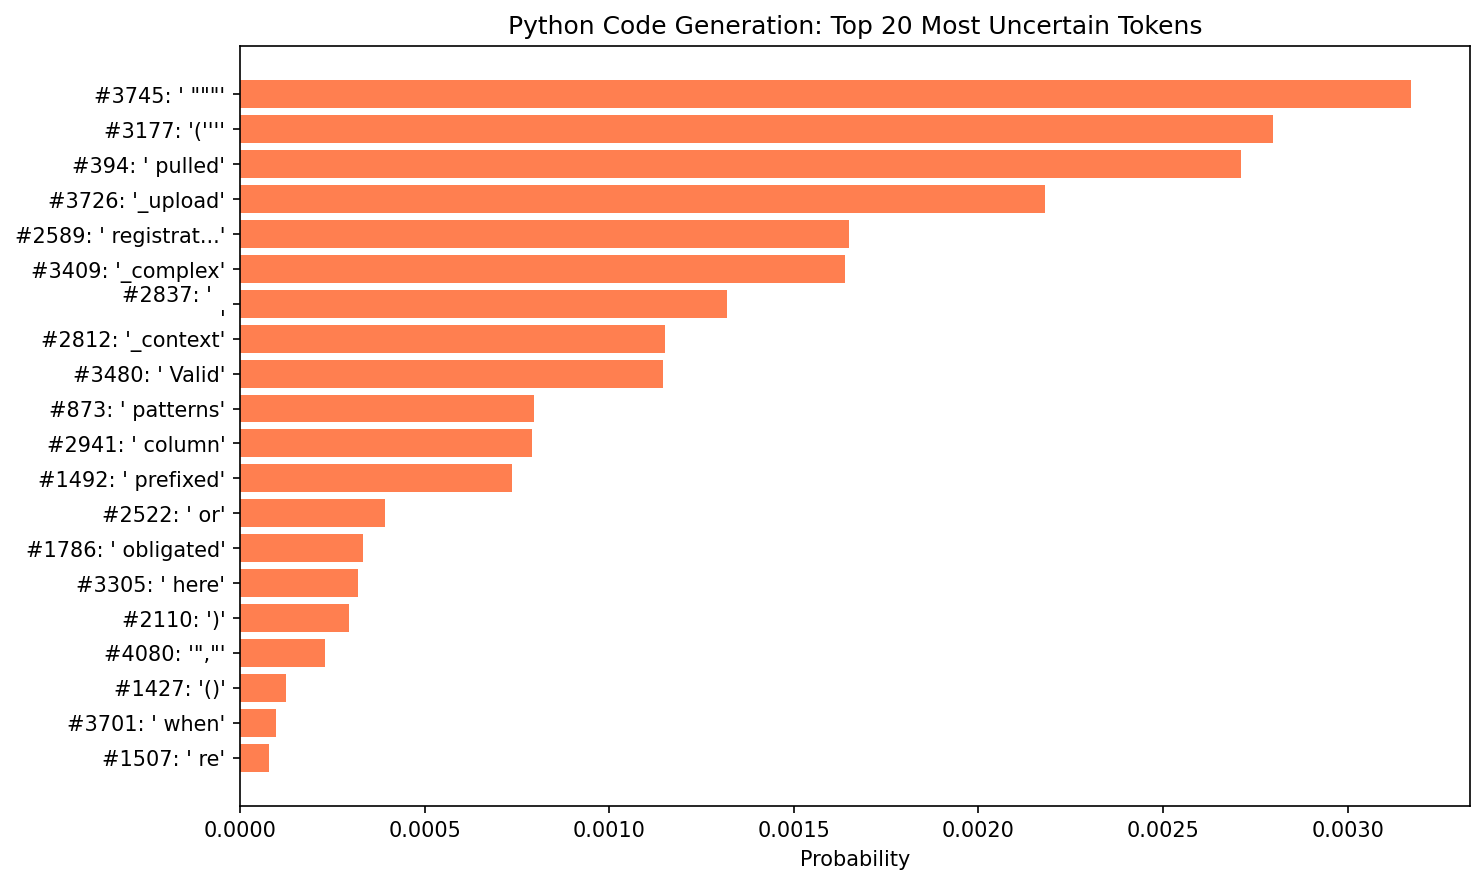 Python Code Generation: Top 20 Most Uncertain Tokens
#3745: ' """'
#3177: '(''''
#394: ' pulled'
#3726: '_upload'
#2589: ' registrat...'
#3409: '_complex'
#2837: '
'
#2812: '_context'
#3480: ' Valid'
#873: ' patterns'
#2941: ' column'
#1492: ' prefixed'
#2522: ' or'
#1786: ' obligated'
#3305: ' here'
#2110: ')'
#4080: '","'
#1427: '()'
#3701: ' when'
#1507: ' re'
0.0000 0.0005 0.0010 0.0015 0.0020 0.0025 0.0030
Probability